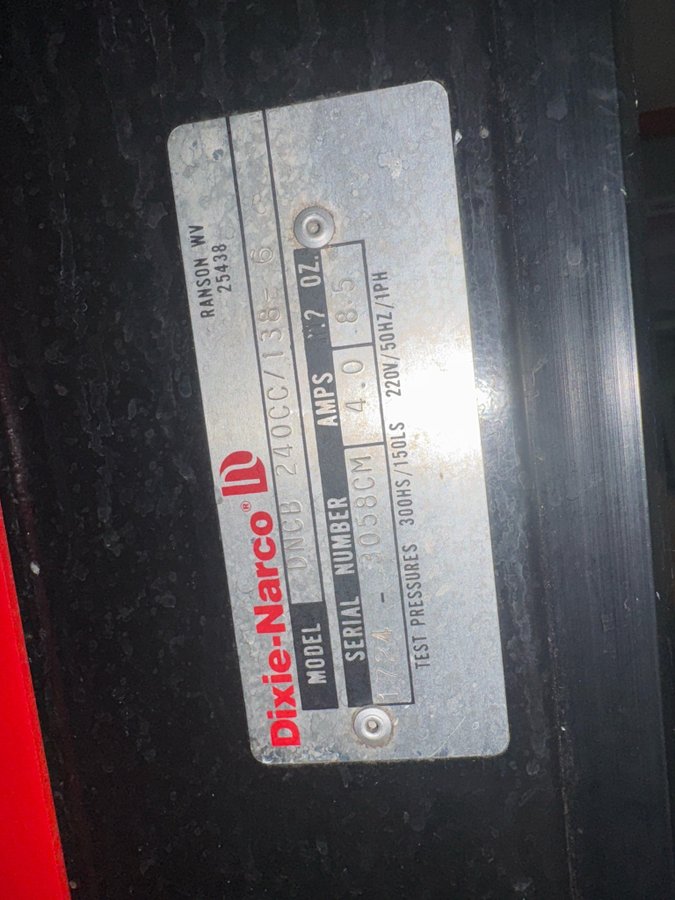 Dixie-Narco®
RANSON WV
25438
MODEL DNCB 240CC/138-6
SERIAL NUMBER AMPS OZ.
3058CM 4.0 8.5
TEST PRESSURES 300HS/150LS 220V/50HZ/1PH